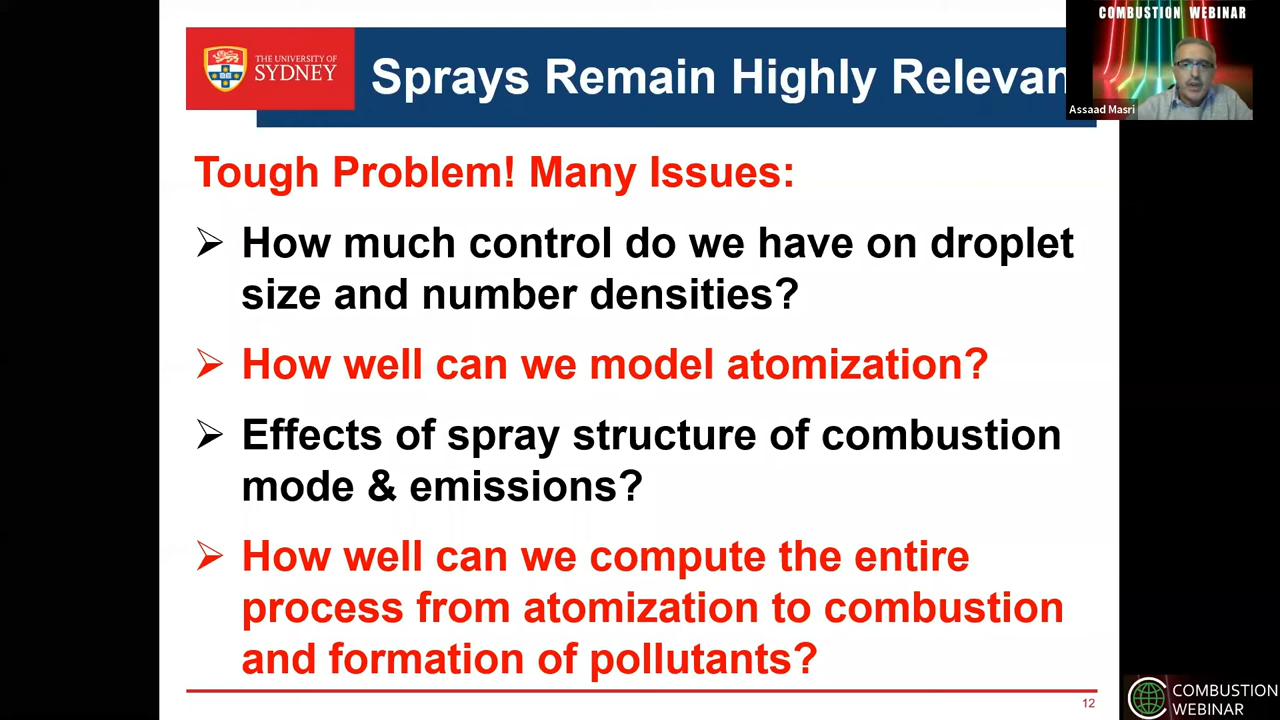 COMBUSTION WEBINAR
THE UNIVERSITY OF
SYDNEY
Sprays Remain Highly Relevan
Assaad Masri
Tough Problem! Many Issues:
➢ How much control do we have on droplet
size and number densities?
➢ How well can we model atomization?
➢ Effects of spray structure of combustion
mode & emissions?
➢ How well can we compute the entire
process from atomization to combustion
and formation of pollutants?
12
COMBUSTION
WEBINAR